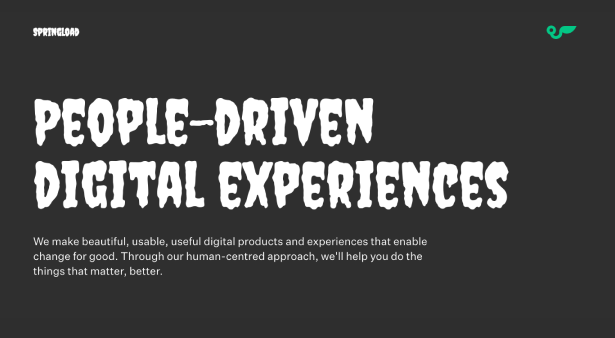 SPRINGLOAD
PEOPLE-DRIVEN
DIGITAL EXPERIENCES
We make beautiful, usable, useful digital products and experiences that enable
change for good. Through our human-centred approach, we'll help you do the
things that matter, better.